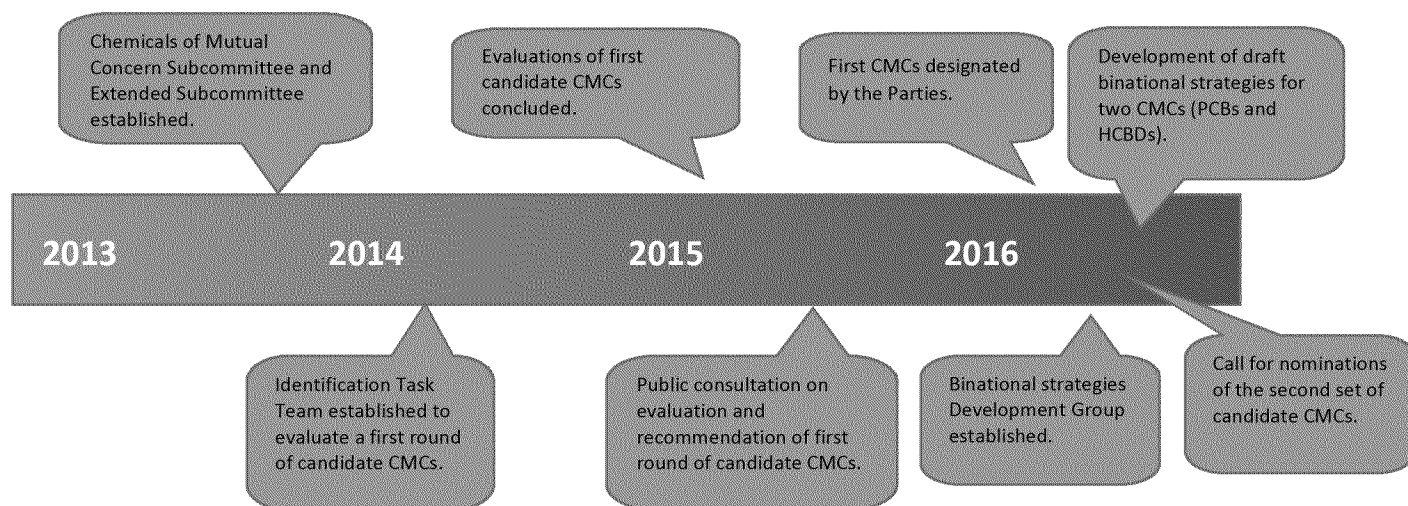 Chemicals of Mutual
Concern Subcommittee and
Extended Subcommittee
established.
Evaluations of first
candidate CMCs
concluded.
First CMCs designated
by the Parties.
Development of draft
binational strategies for
two CMCs (PCBs and
HCBDs).
2013
2014
2015
2016
Identification Task
Team established to
evaluate a first round
of candidate CMCs.
Public consultation on
evaluation and
recommendation of first
round of candidate CMCs.
Binational strategies
Development Group
established.
Call for nominations
of the second set of
candidate CMCs.